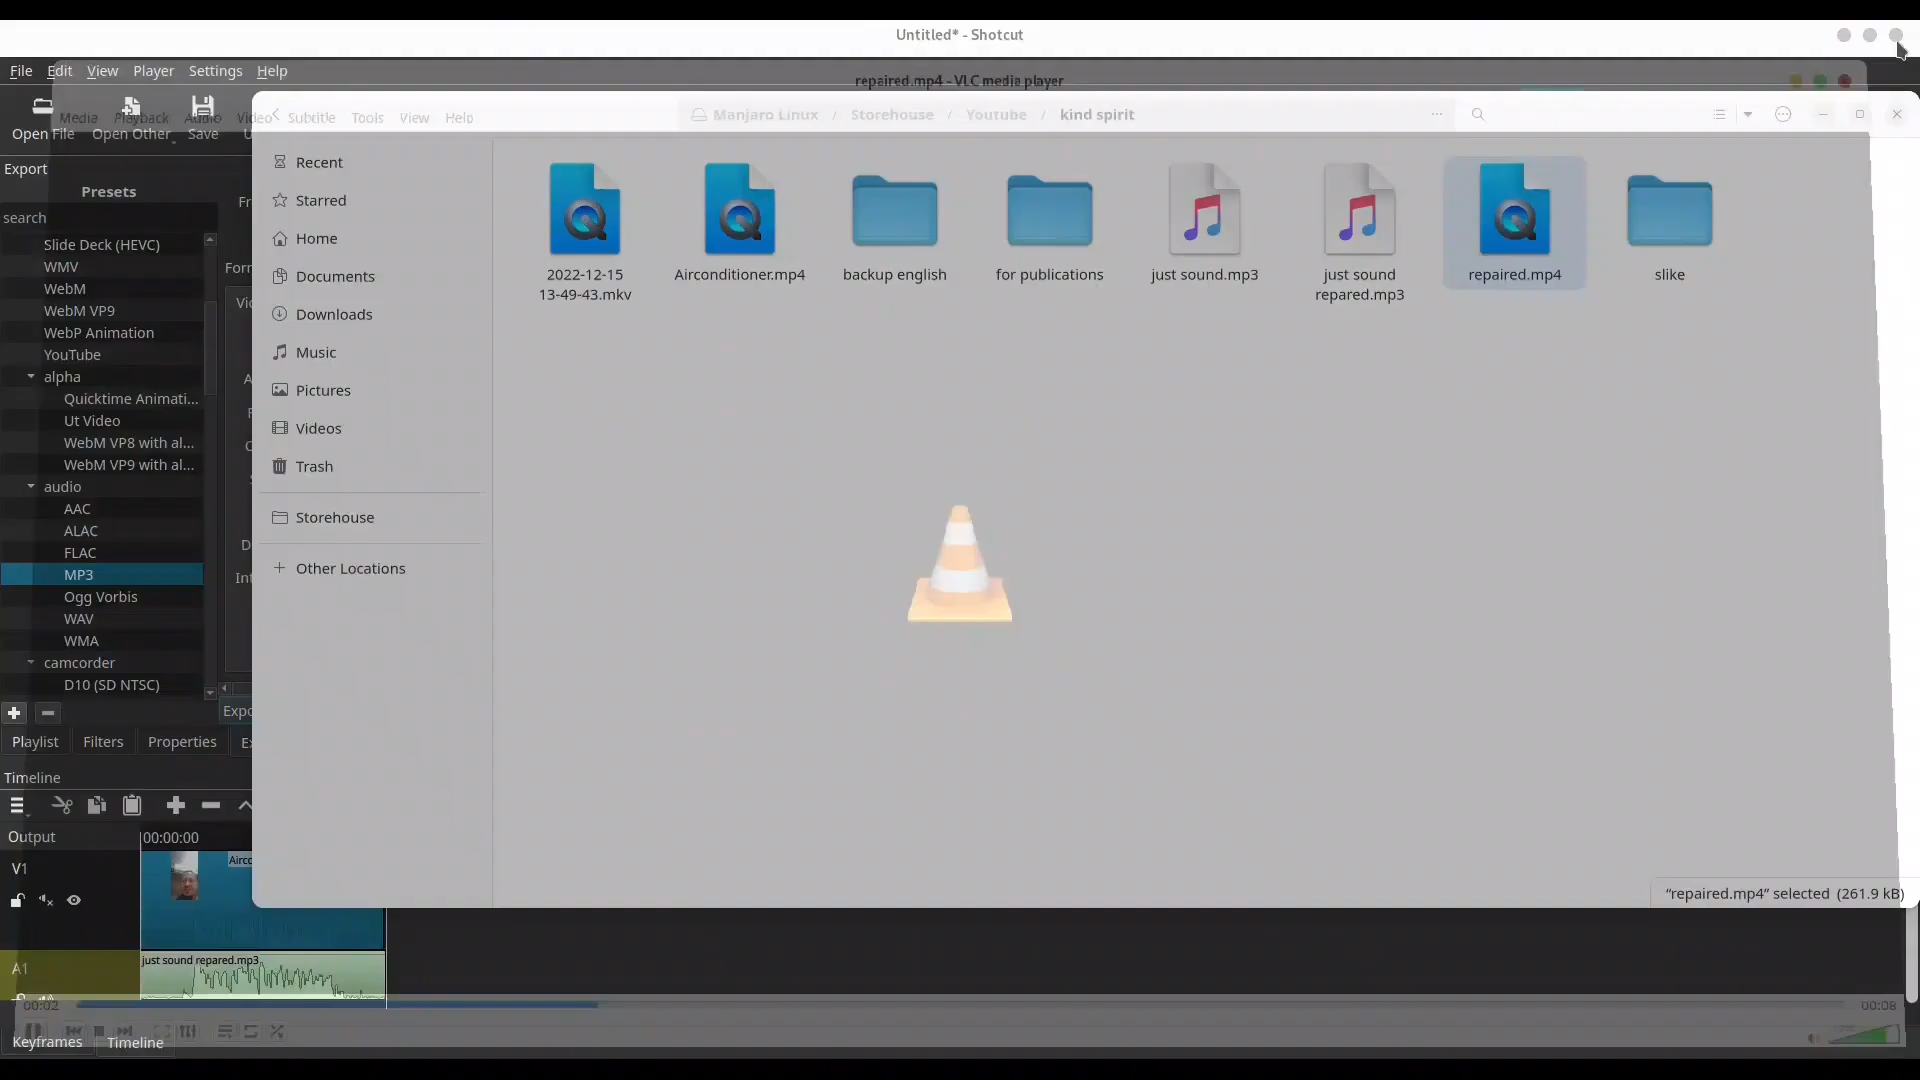 Untitled* - Shotcut
File Edit View Player Settings Help
repaired.mp4 - VLC media player
Media Playback Audio Video Subtitle Tools View Help
Open File Open Other Save
Manjaro Linux / Storehouse / Youtube / kind spirit
Export
Presets
search
Slide Deck (HEVC)
WMV
WebM
WebM VP9
WebP Animation
YouTube
alpha
Quicktime Animati...
Ut Video
WebM VP8 with al...
WebM VP9 with al...
audio
AAC
ALAC
FLAC
MP3
Ogg Vorbis
WAV
WMA
camcorder
D10 (SD NTSC)
Recent
Starred
Home
Documents
Downloads
Music
Pictures
Videos
Trash
Storehouse
Other Locations
2022-12-15
13-49-43.mkv
Airconditioner.mp4
backup english
for publications
just sound.mp3
just sound
repared.mp3
repaired.mp4
slike
"repaired.mp4" selected (261.9 kB)
Playlist Filters Properties
Timeline
Output
00:00:00
V1
A1
just sound repared.mp3
00:02
00:08
Keyframes Timeline